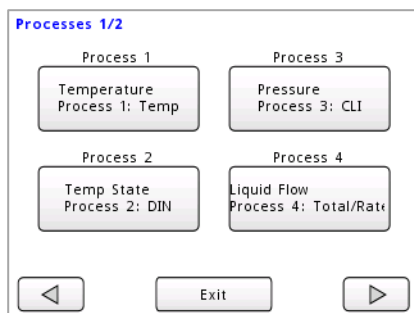 Processes 1/2
Process 1
Temperature
Process 1: Temp
Process 3
Pressure
Process 3: CLI
Process 2
Temp State
Process 2: DIN
Process 4
Liquid Flow
Process 4: Total/Rate
Exit